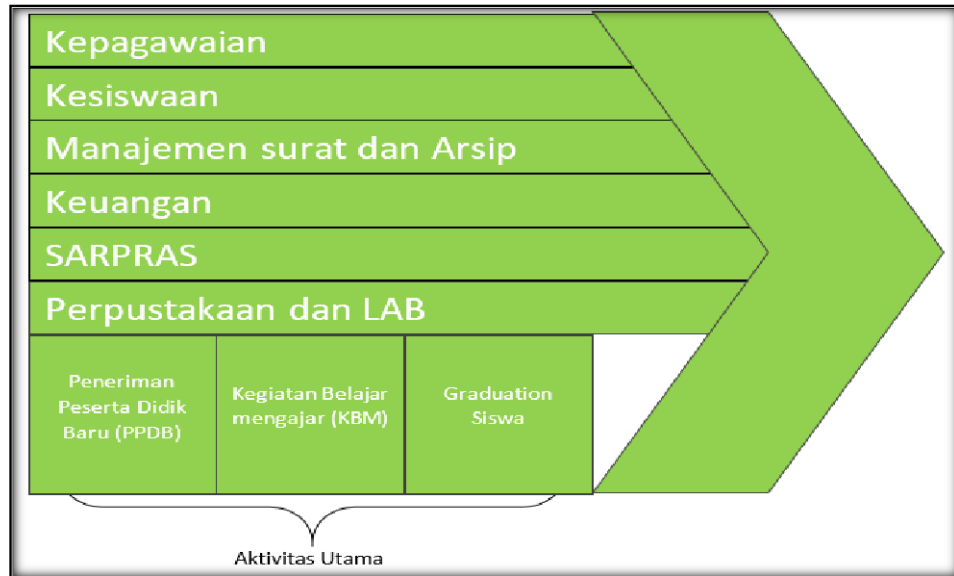 Kepagawaian
Kesiswaan
Manajemen surat dan Arsip
Keuangan
SARPRAS
Perpustakaan dan LAB
Peneriman
Peserta Didik
Baru (PPDB)
Kegiatan Belajar
mengajar (KBM)
Graduation
Siswa
Aktivitas Utama